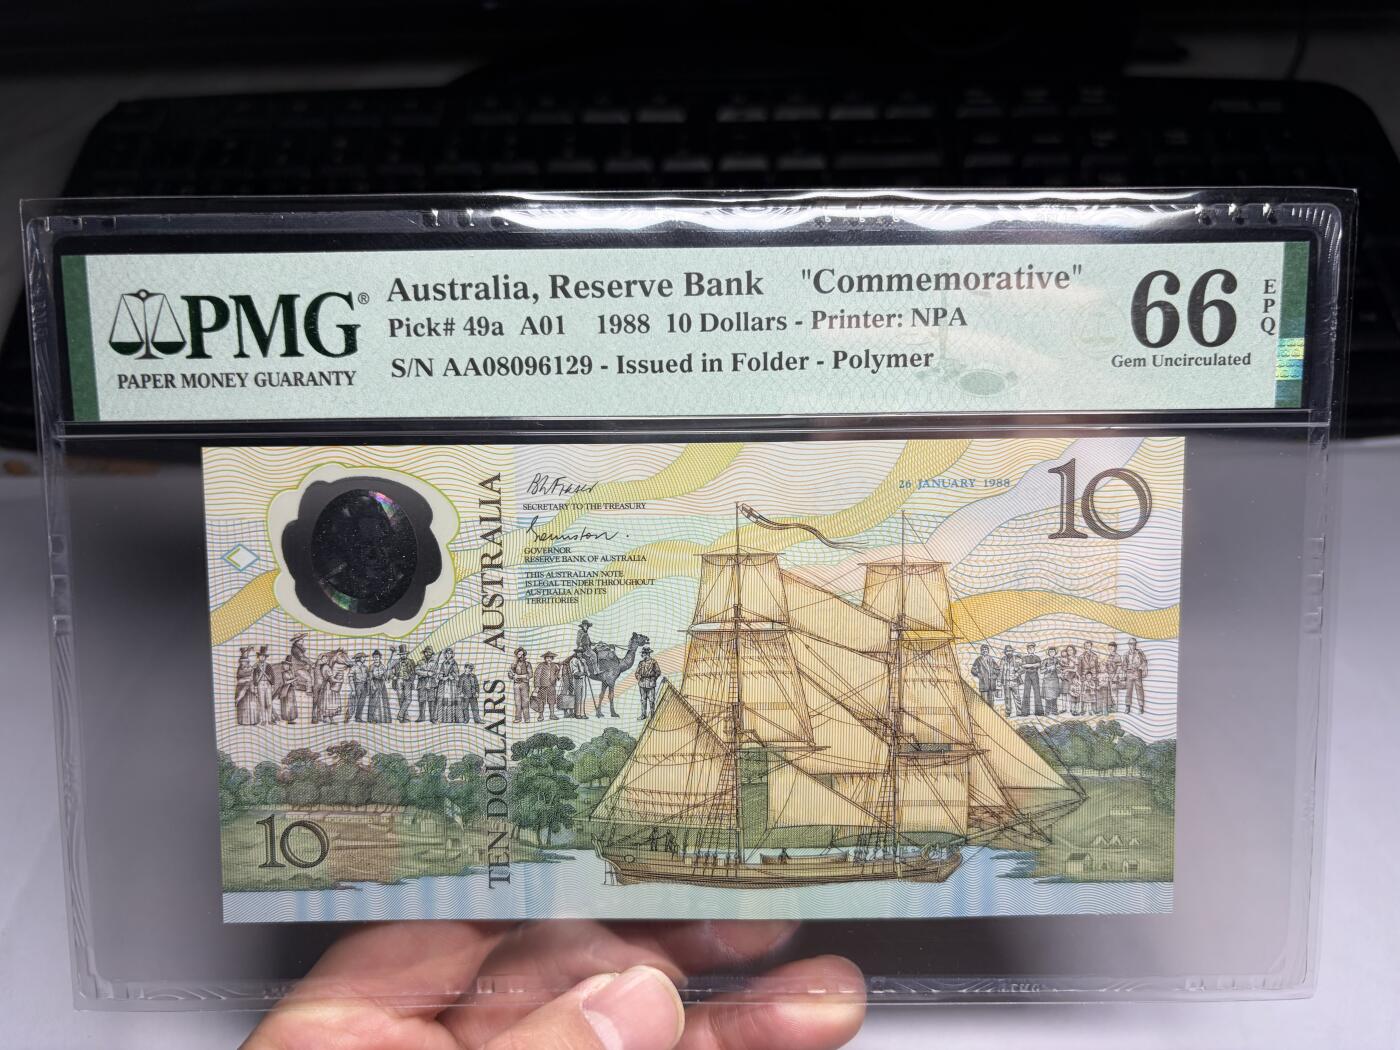 PMG®
PAPER MONEY GUARANTY
Australia, Reserve Bank "Commemorative"
Pick# 49a A01 1988 10 Dollars - Printer: NPA
S/N AA08096129 - Issued in Folder - Polymer
66
EPQ
Gem Uncirculated
TEN DOLLARS AUSTRALIA
SECRETARY TO THE TREASURY
GOVERNOR
RESERVE BANK OF AUSTRALIA
THIS AUSTRALIAN NOTE
IS LEGAL TENDER THROUGHOUT
AUSTRALIA AND ITS
TERRITORIES
26 JANUARY 1988
10
10